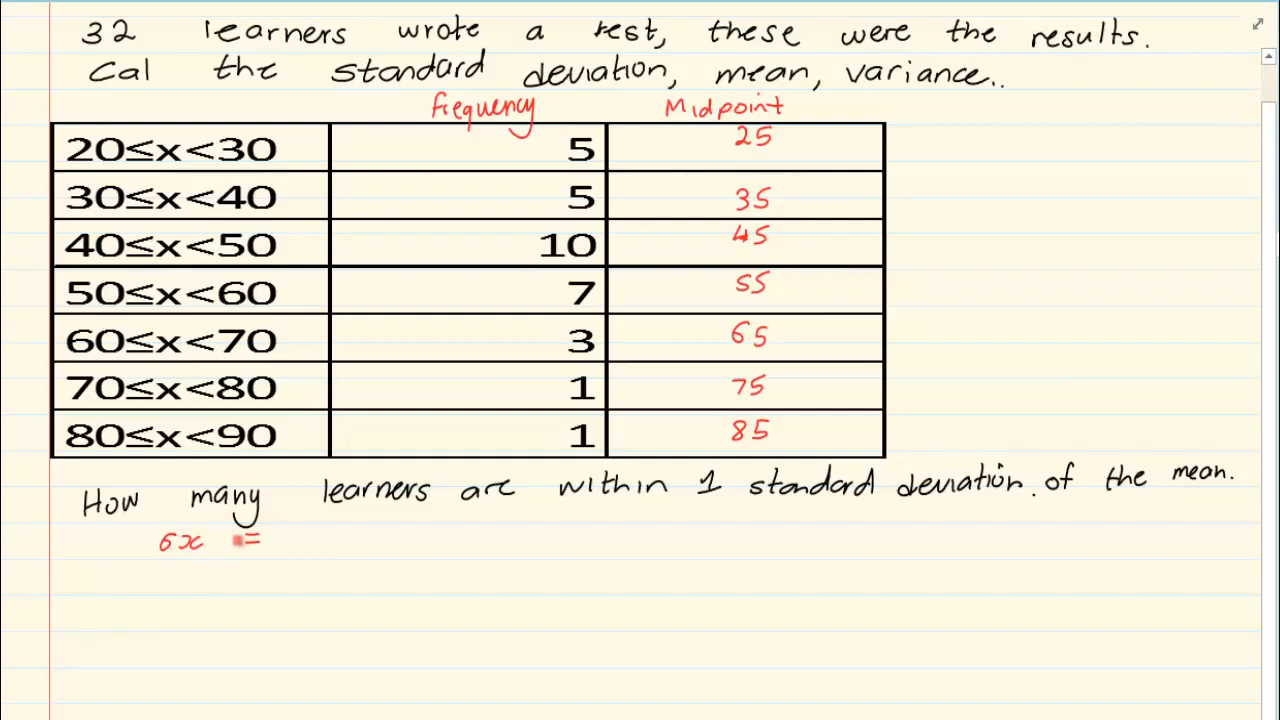 32 learners wrote a test, these were the results.
Cal the standard deviation, mean, variance..
Frequency Midpoint
20≤x<30 5 25
30≤x<40 5 35
40≤x<50 10 45
50≤x<60 7 55
60≤x<70 3 65
70≤x<80 1 75
80≤x<90 1 85
How many learners are within 1 standard deviation. of the mean.
σx =